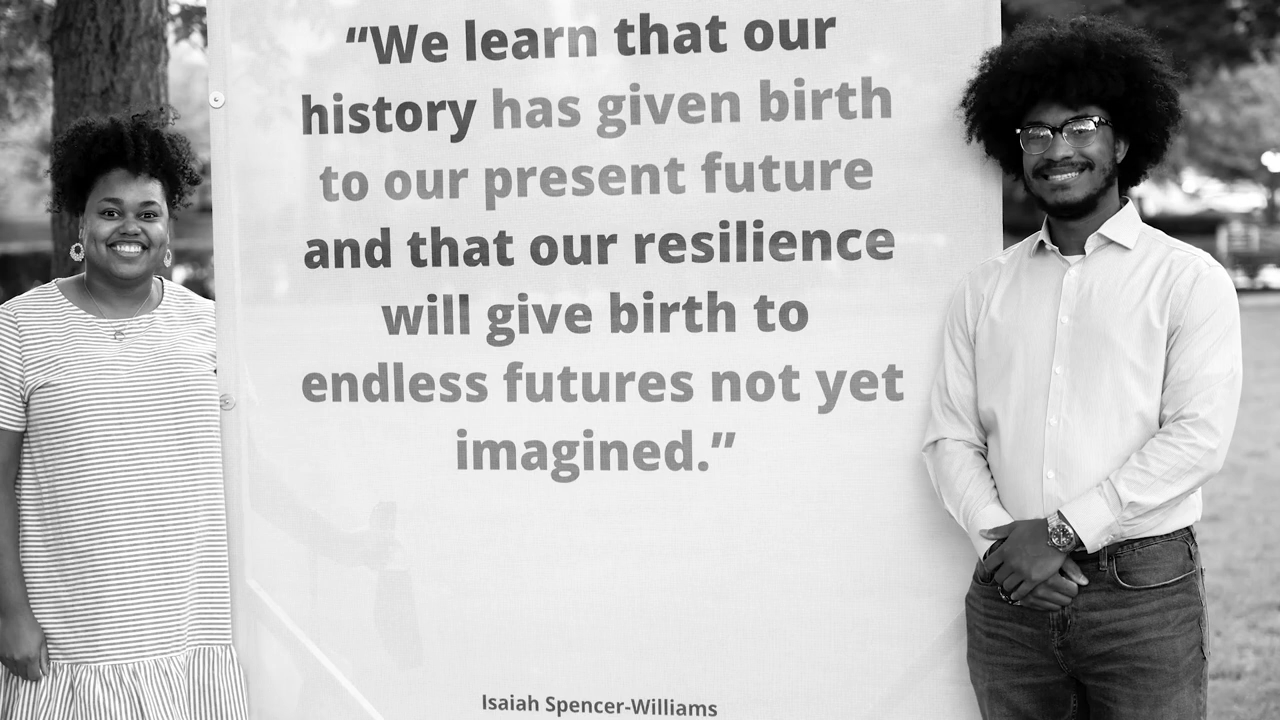 “We learn that our
history has given birth
to our present future
and that our resilience
will give birth to
endless futures not yet
imagined.”
Isaiah Spencer-Williams